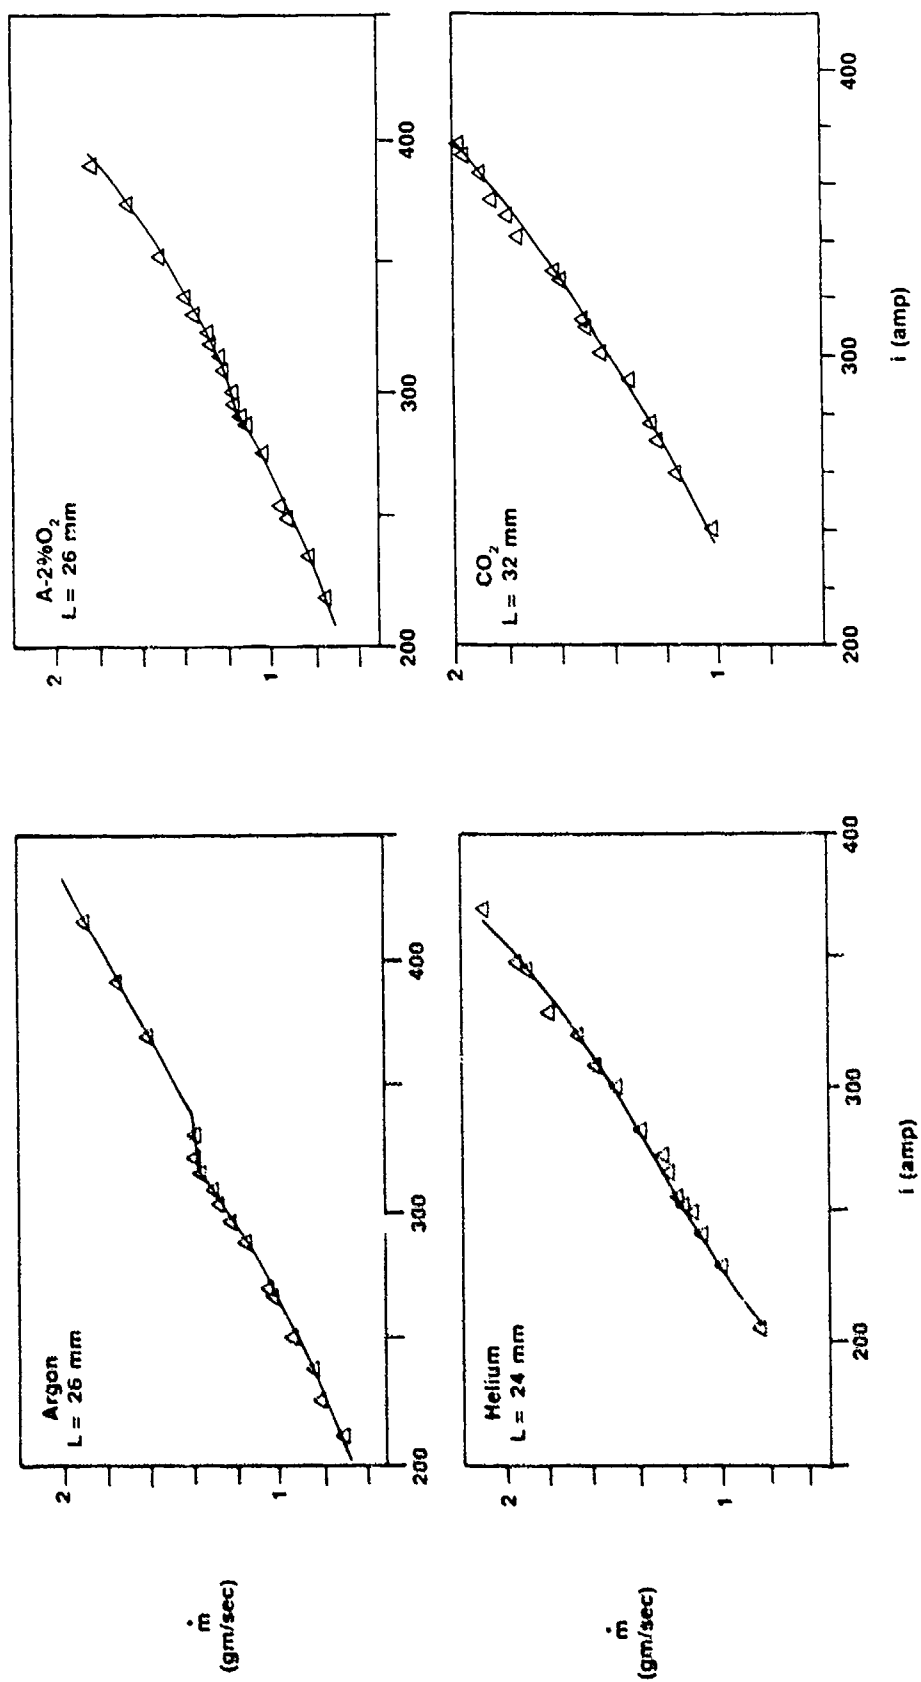 ṁ
(gm/sec)
2
1
Argon
L = 26 mm
200
300
400
2
1
A-2%O₂
L = 26 mm
200
300
400
ṁ
(gm/sec)
2
1
Helium
L = 24 mm
200
300
400
i (amp)
2
1
CO₂
L = 32 mm
200
300
400
i (amp)